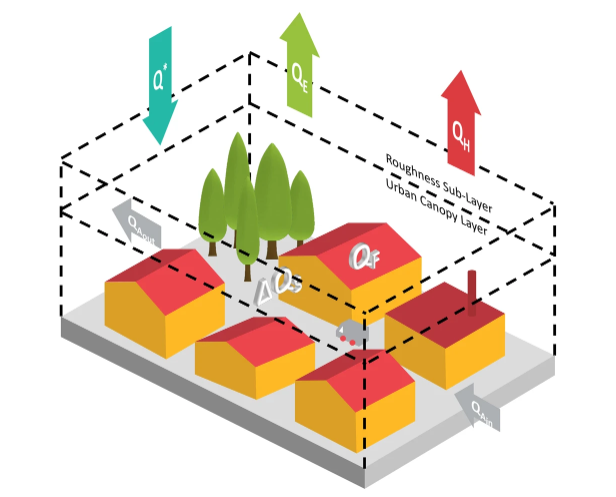 Q*
QE
QH
Roughness Sub-Layer
Urban Canopy Layer
QAout
QF
ΔQS
QAin